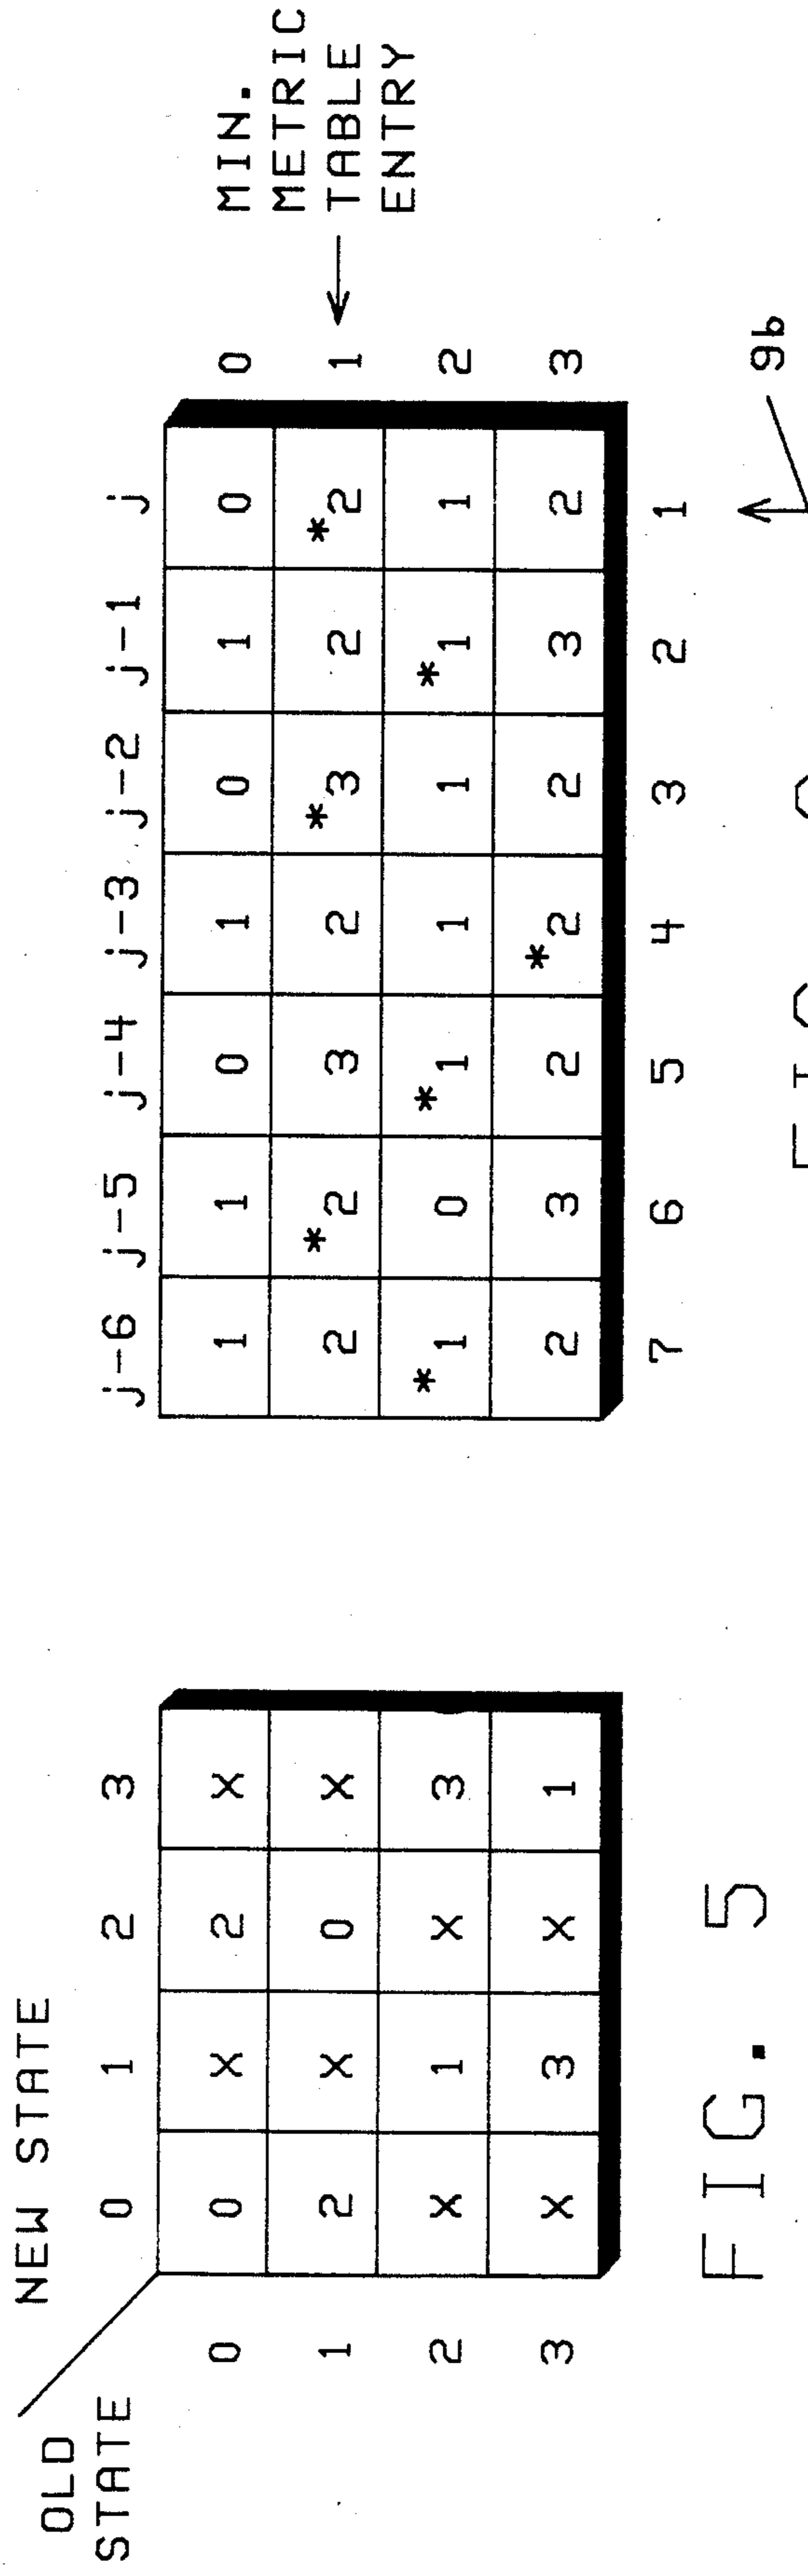 OLD STATE
NEW STATE
0 1 2 3
0 0 X 2 X
1 2 X 0 X
2 X 1 X 3
3 X 3 X 1
FIG. 5
j-6 j-5 j-4 j-3 j-2 j-1 j
1 1 0 1 0 1 0 0
2 *2 3 2 *3 2 *2 1
*1 0 *1 1 1 *1 1 2
2 3 2 *2 2 3 2 3
7 6 5 4 3 2 1
MIN.
METRIC
TABLE
ENTRY
9b